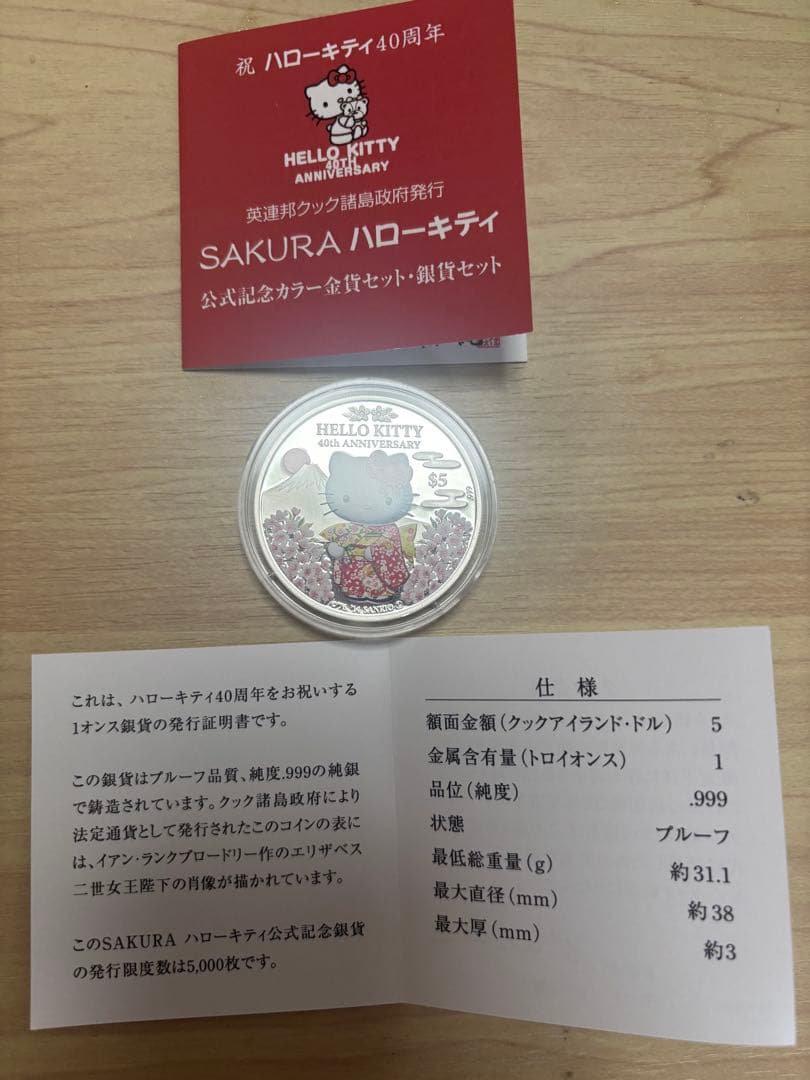 祝 ハローキティ40周年
HELLO KITTY
40TH
ANNIVERSARY
英連邦クック諸島政府発行
SAKURA ハローキティ
公式記念カラー金貨セット・銀貨セット
HELLO KITTY
40th ANNIVERSARY
$5
999
©'76, '14 SANRIO
これは、ハローキティ40周年をお祝いする
1オンス銀貨の発行証明書です。
この銀貨はプルーフ品質、純度.999の純銀
で鋳造されています。クック諸島政府により
法定通貨として発行されたこのコインの表に
は、イアン・ランクブロードリー作のエリザベス
二世女王陛下の肖像が描かれています。
このSAKURA ハローキティ公式記念銀貨
の発行限度数は5,000枚です。
仕 様
額面金額（クックアイランド・ドル） 5
金属含有量（トロイオンス） 1
品位（純度） .999
状態 プルーフ
最低総重量（g） 約31.1
最大直径（mm） 約38
最大厚（mm） 約3